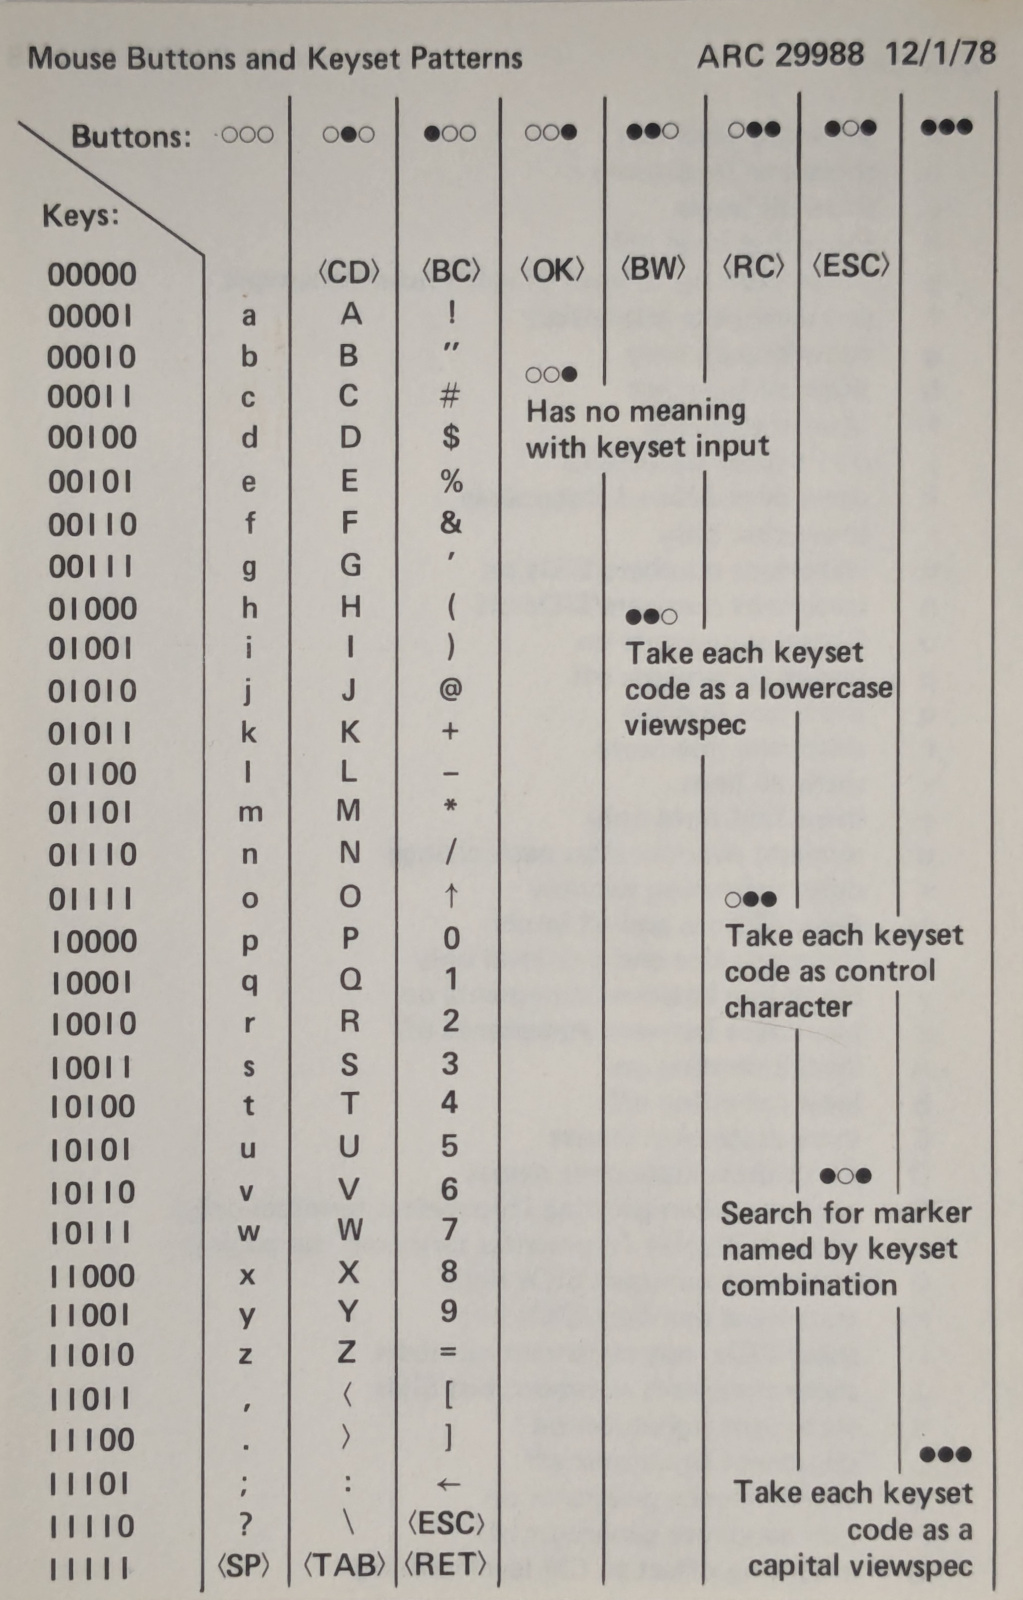 Mouse Buttons and Keyset Patterns ARC 29988 12/1/78
Buttons: ○○○ ○●○ ●○○ ○○● ●●○ ○●● ●○● ●●●
Keys:
00000 ⟨CD⟩ ⟨BC⟩ ⟨OK⟩ ⟨BW⟩ ⟨RC⟩ ⟨ESC⟩
00001 a A !
00010 b B "
00011 c C #
00100 d D $
00101 e E %
00110 f F &
00111 g G '
01000 h H (
01001 i I )
01010 j J @
01011 k K +
01100 l L –
01101 m M *
01110 n N /
01111 o O ↑
10000 p P 0
10001 q Q 1
10010 r R 2
10011 s S 3
10100 t T 4
10101 u U 5
10110 v V 6
10111 w W 7
11000 x X 8
11001 y Y 9
11010 z Z =
11011 , ⟨ [
11100 . ⟩ ]
11101 ; : ←
11110 ? \ ⟨ESC⟩
11111 ⟨SP⟩ ⟨TAB⟩ ⟨RET⟩
○○●
Has no meaning
with keyset input
●●○
Take each keyset
code as a lowercase
viewspec
○●●
Take each keyset
code as control
character
●○●
Search for marker
named by keyset
combination
●●●
Take each keyset
code as a
capital viewspec